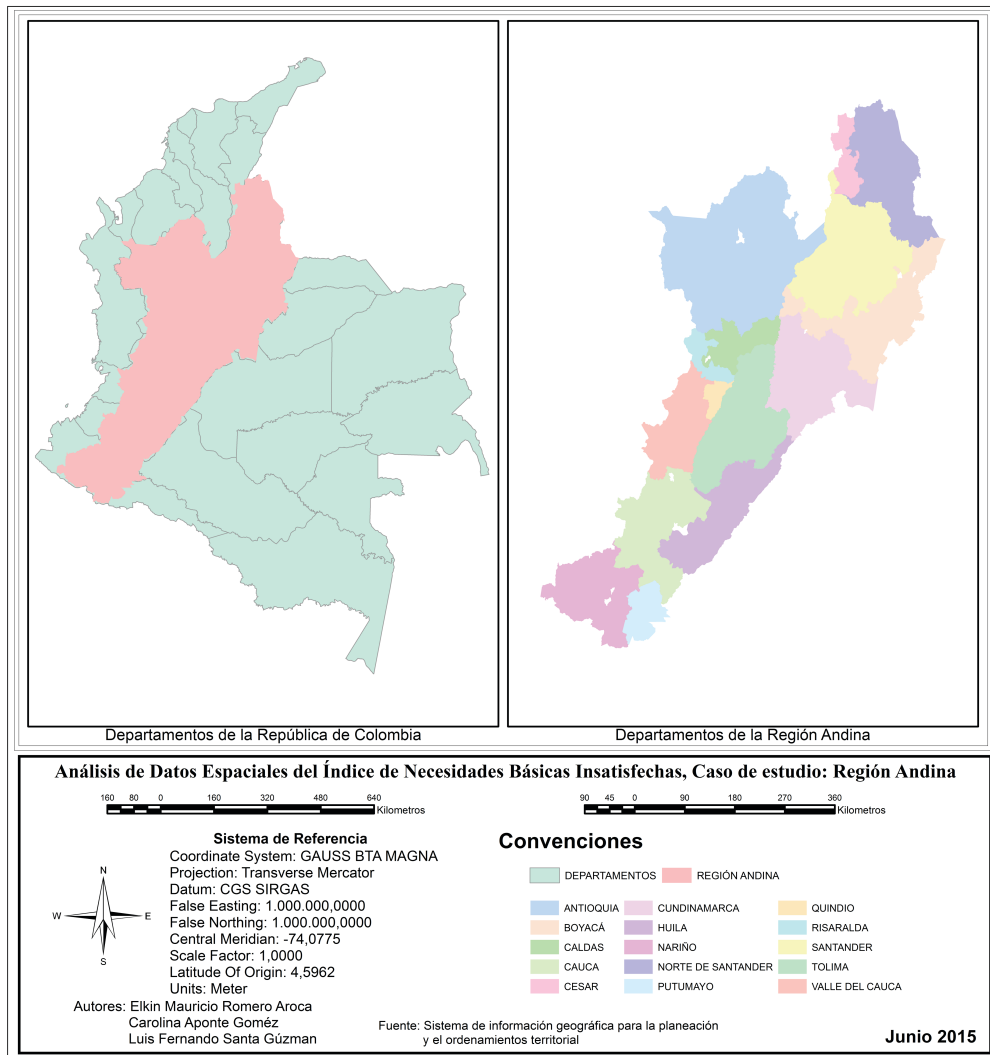 Departamentos de la República de Colombia
Departamentos de la Región Andina
Análisis de Datos Espaciales del Índice de Necesidades Básicas Insatisfechas, Caso de estudio: Región Andina
160 80 0 160 320 480 640
Kilometros
90 45 0 90 180 270 360
Kilometros
Sistema de Referencia
Coordinate System: GAUSS BTA MAGNA
Projection: Transverse Mercator
Datum: CGS SIRGAS
False Easting: 1.000.000,0000
False Northing: 1.000.000,0000
Central Meridian: -74,0775
Scale Factor: 1,0000
Latitude Of Origin: 4,5962
Units: Meter
N
W E
S
Autores: Elkin Mauricio Romero Aroca
Carolina Aponte Goméz
Luis Fernando Santa Gúzman
Convenciones
DEPARTAMENTOS REGIÓN ANDINA
ANTIOQUIA CUNDINAMARCA QUINDIO
BOYACÁ HUILA RISARALDA
CALDAS NARIÑO SANTANDER
CAUCA NORTE DE SANTANDER TOLIMA
CESAR PUTUMAYO VALLE DEL CAUCA
Fuente: Sistema de información geográfica para la planeación
y el ordenamientos territorial
Junio 2015